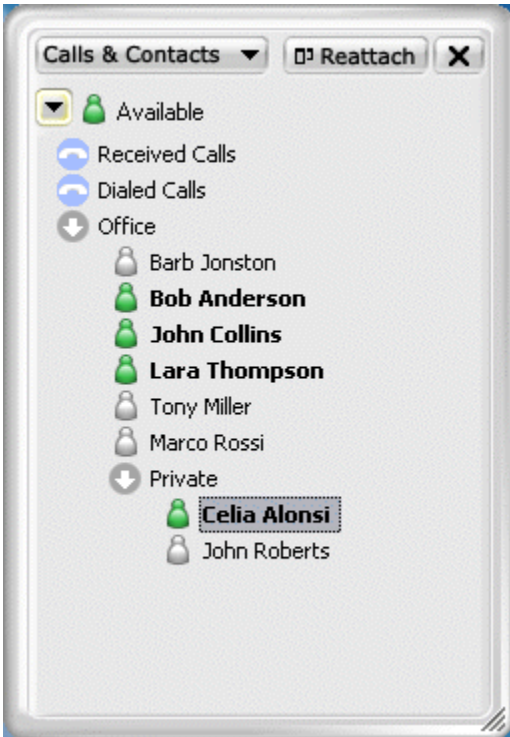 Calls & Contacts Reattach
Available
Received Calls
Dialed Calls
Office
Barb Jonston
Bob Anderson
John Collins
Lara Thompson
Tony Miller
Marco Rossi
Private
Celia Alonsi
John Roberts